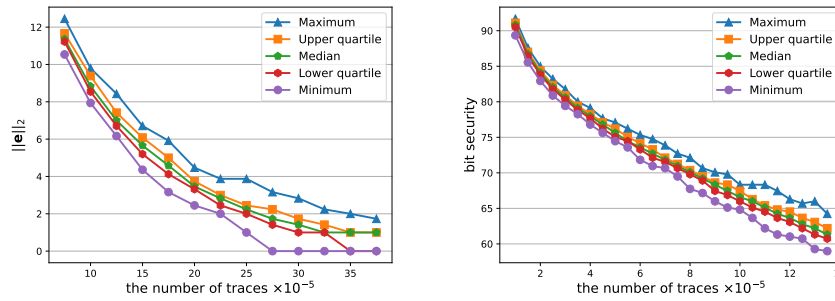 12
10
8
6
4
2
0
||e||₂
10 15 20 25 30 35
the number of traces ×10⁻⁵
Maximum
Upper quartile
Median
Lower quartile
Minimum
90
85
80
75
70
65
60
bit security
2 4 6 8 10 12
the number of traces ×10⁻⁵
Maximum
Upper quartile
Median
Lower quartile
Minimum